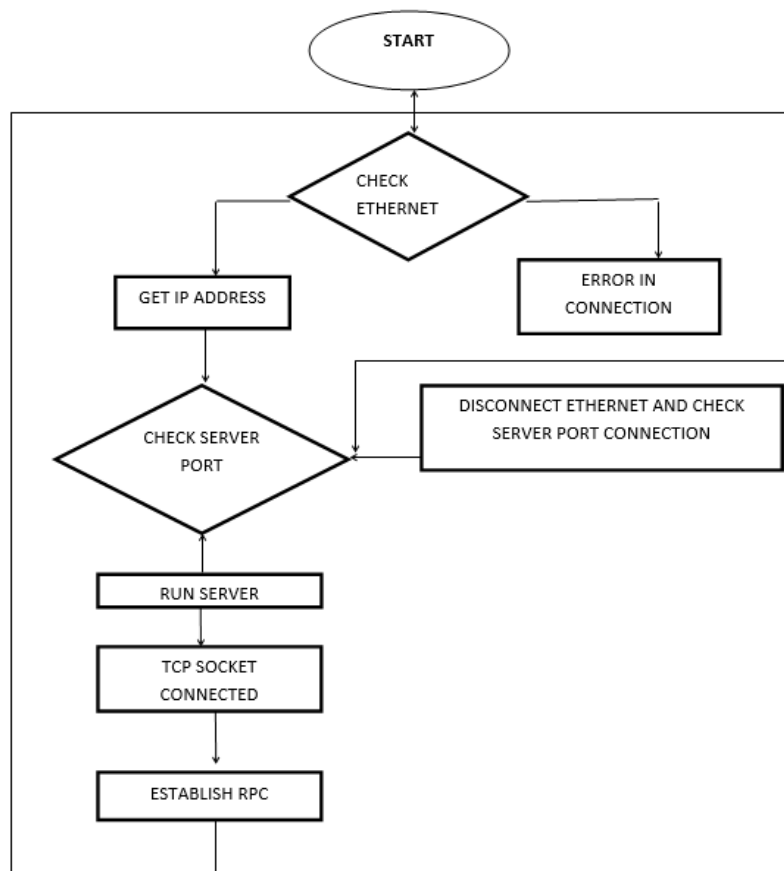 START
CHECK
ETHERNET
GET IP ADDRESS
ERROR IN
CONNECTION
CHECK SERVER
PORT
DISCONNECT ETHERNET AND CHECK
SERVER PORT CONNECTION
RUN SERVER
TCP SOCKET
CONNECTED
ESTABLISH RPC